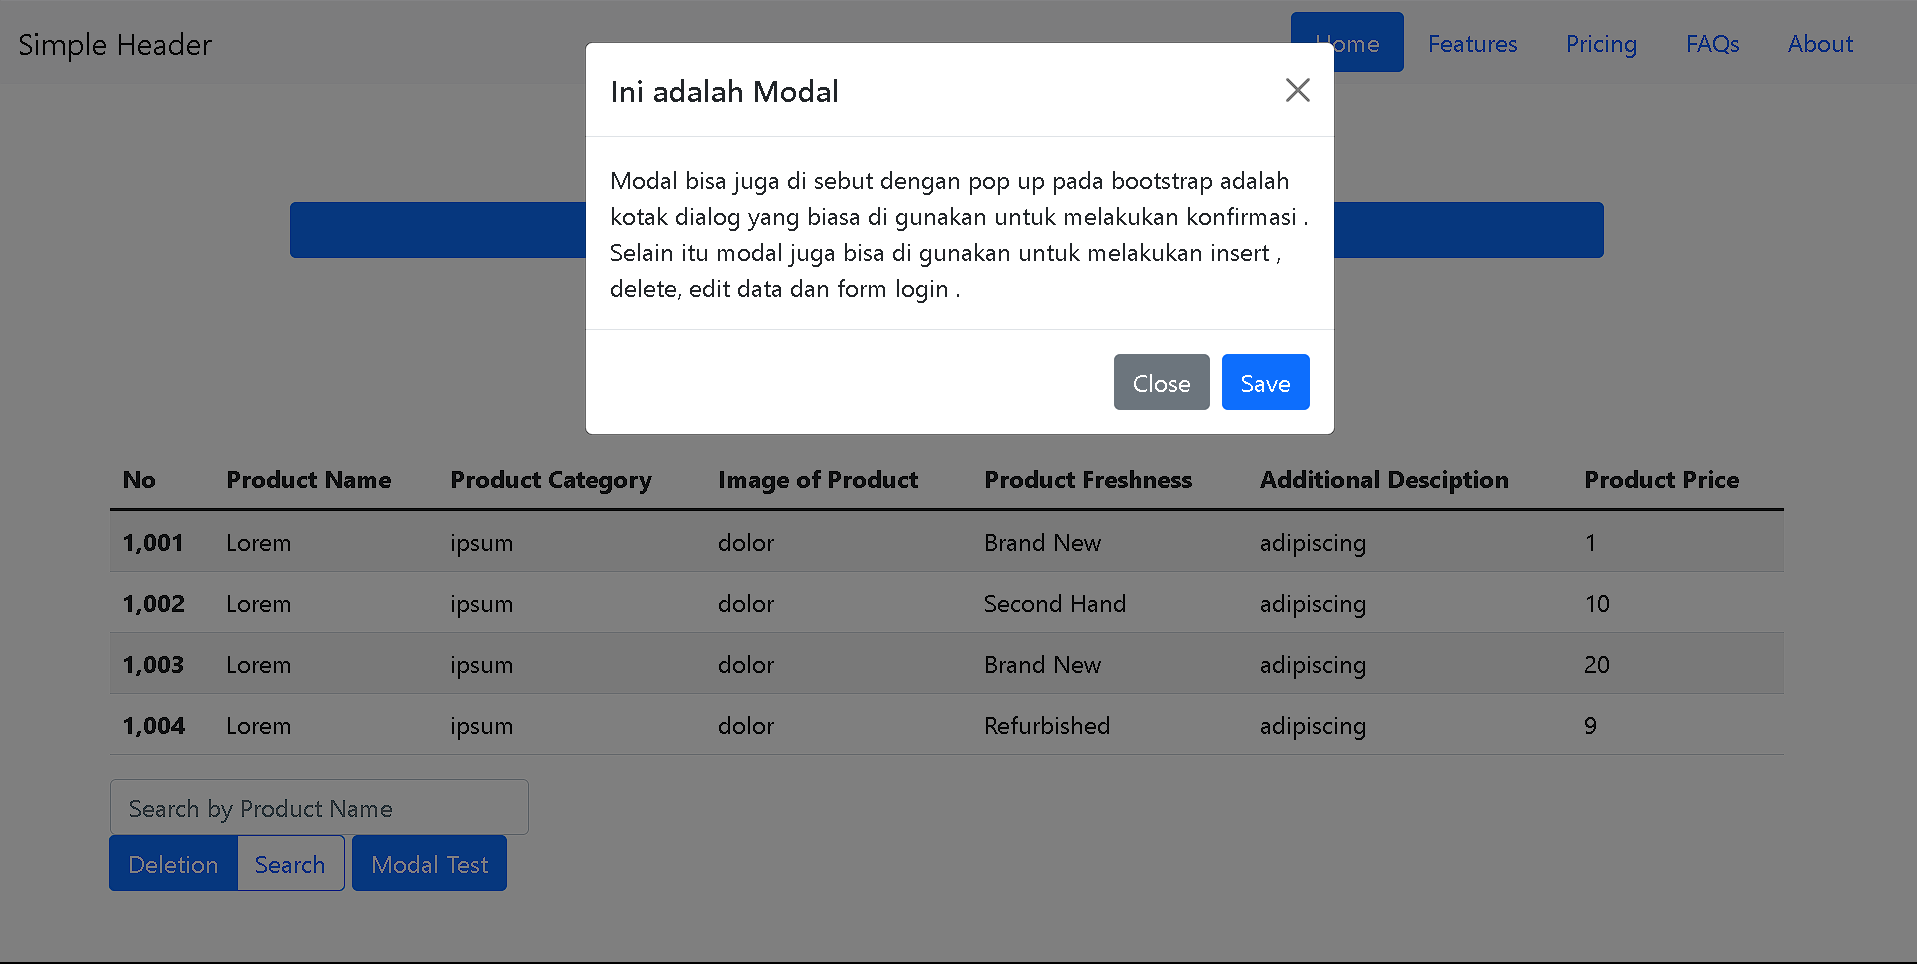 Simple Header
Home Features Pricing FAQs About
Ini adalah Modal
Modal bisa juga di sebut dengan pop up pada bootstrap adalah
kotak dialog yang biasa di gunakan untuk melakukan konfirmasi .
Selain itu modal juga bisa di gunakan untuk melakukan insert ,
delete, edit data dan form login .
Close Save
No Product Name Product Category Image of Product Product Freshness Additional Desciption Product Price
1,001 Lorem ipsum dolor Brand New adipiscing 1
1,002 Lorem ipsum dolor Second Hand adipiscing 10
1,003 Lorem ipsum dolor Brand New adipiscing 20
1,004 Lorem ipsum dolor Refurbished adipiscing 9
Search by Product Name
Deletion Search Modal Test